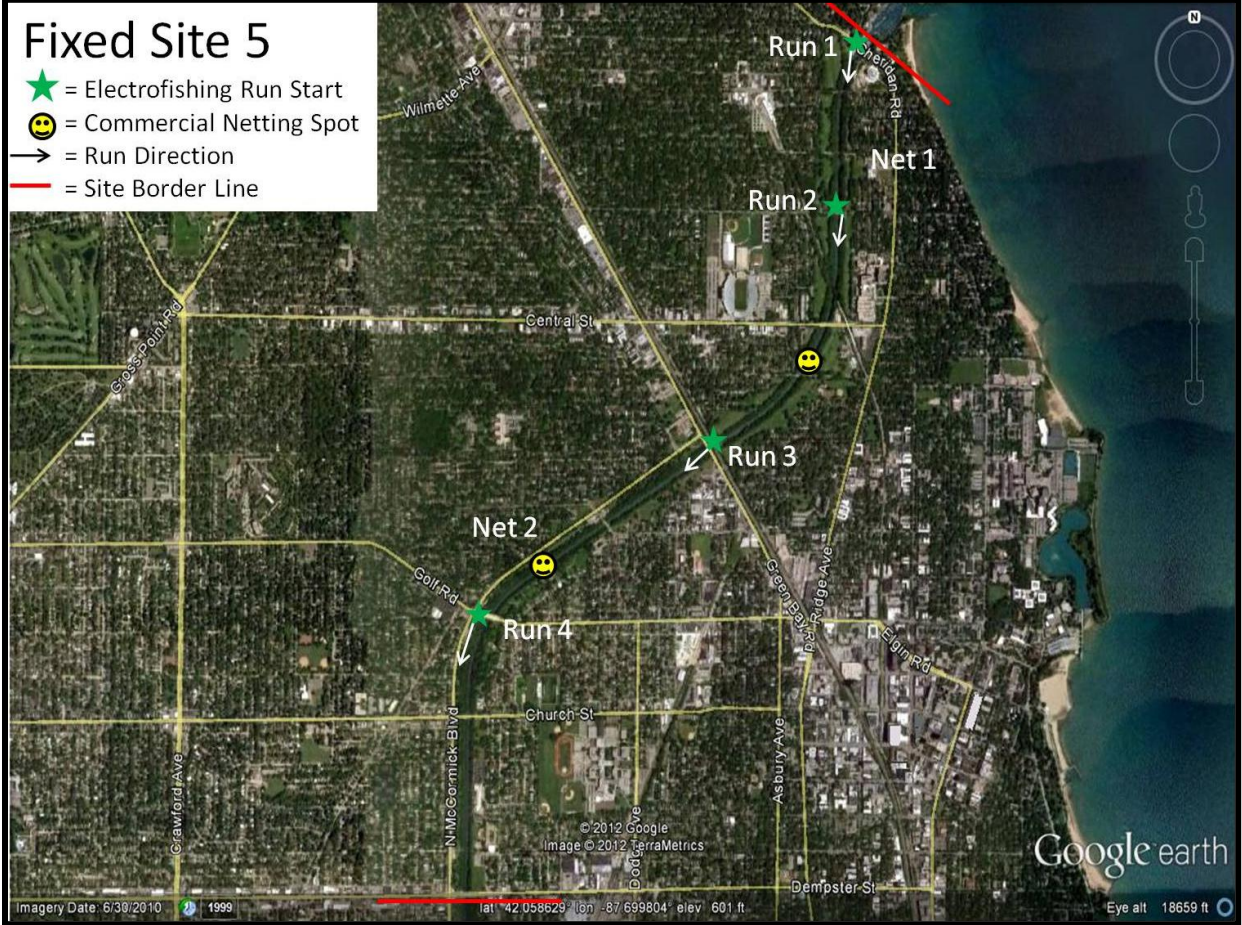 Fixed Site 5
= Electrofishing Run Start
= Commercial Netting Spot
= Run Direction
= Site Border Line
N
Run 1
Sheridan Rd
Wilmette Ave
Net 1
Run 2
Gross Point Rd
Central St
Run 3
Net 2
Golf Rd
Run 4
Green Bay Rd
Ridge Ave
Elgin Rd
Church St
N McCormick Blvd
Crawford Ave
Asbury Ave
© 2012 Google
Image © 2012 TerraMetrics
Dodge Ave
Google earth
Dempster St
Imagery Date: 6/30/2010
1999
lat 42.058629° lon -87.699804° elev 601 ft
Eye alt 18659 ft